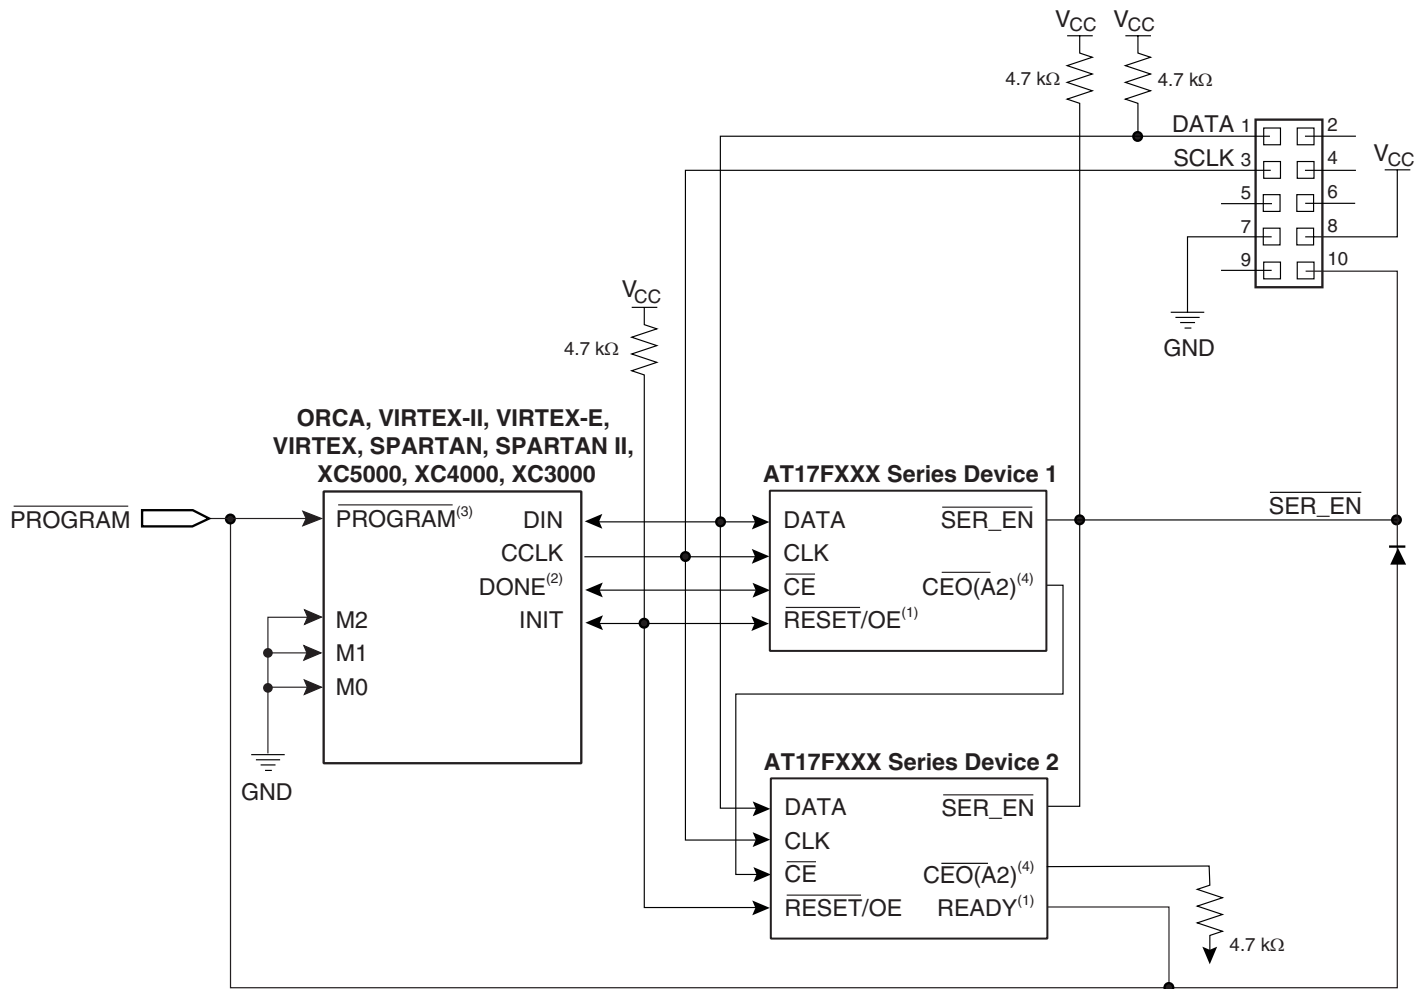 VCC VCC
4.7 kΩ 4.7 kΩ
DATA 1 2
SCLK 3 4
VCC
5 6
7 8
9 10
GND
VCC
4.7 kΩ
ORCA, VIRTEX-II, VIRTEX-E,
VIRTEX, SPARTAN, SPARTAN II,
XC5000, XC4000, XC3000
PROGRAM
PROGRAM(3)
DIN
CCLK
DONE(2)
INIT
M2
M1
M0
GND
AT17FXXX Series Device 1
DATA SER_EN
CLK
CE CEO(A2)(4)
RESET/OE(1)
SER_EN
AT17FXXX Series Device 2
DATA SER_EN
CLK
CE CEO(A2)(4)
RESET/OE READY(1)
4.7 kΩ